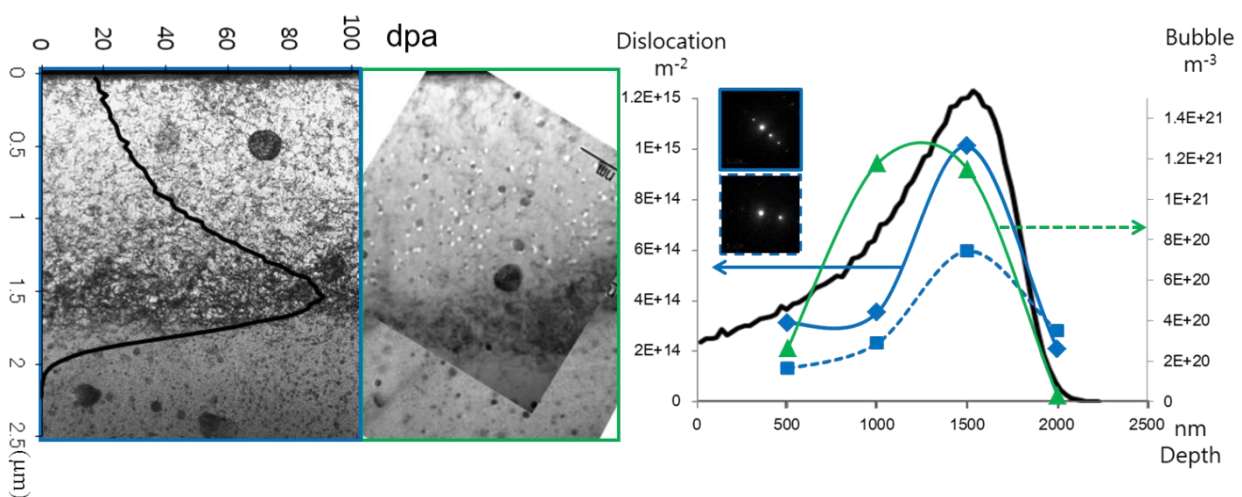 0 20 40 60 80 100 dpa
0
0.5
1
1.5
2
2.5(μm)
nm
Dislocation
m-2
1.2E+15
1E+15
8E+14
6E+14
4E+14
2E+14
0
Bubble
m-3
1.4E+21
1.2E+21
1E+21
8E+20
6E+20
4E+20
2E+20
0
0 500 1000 1500 2000 2500 nm
Depth